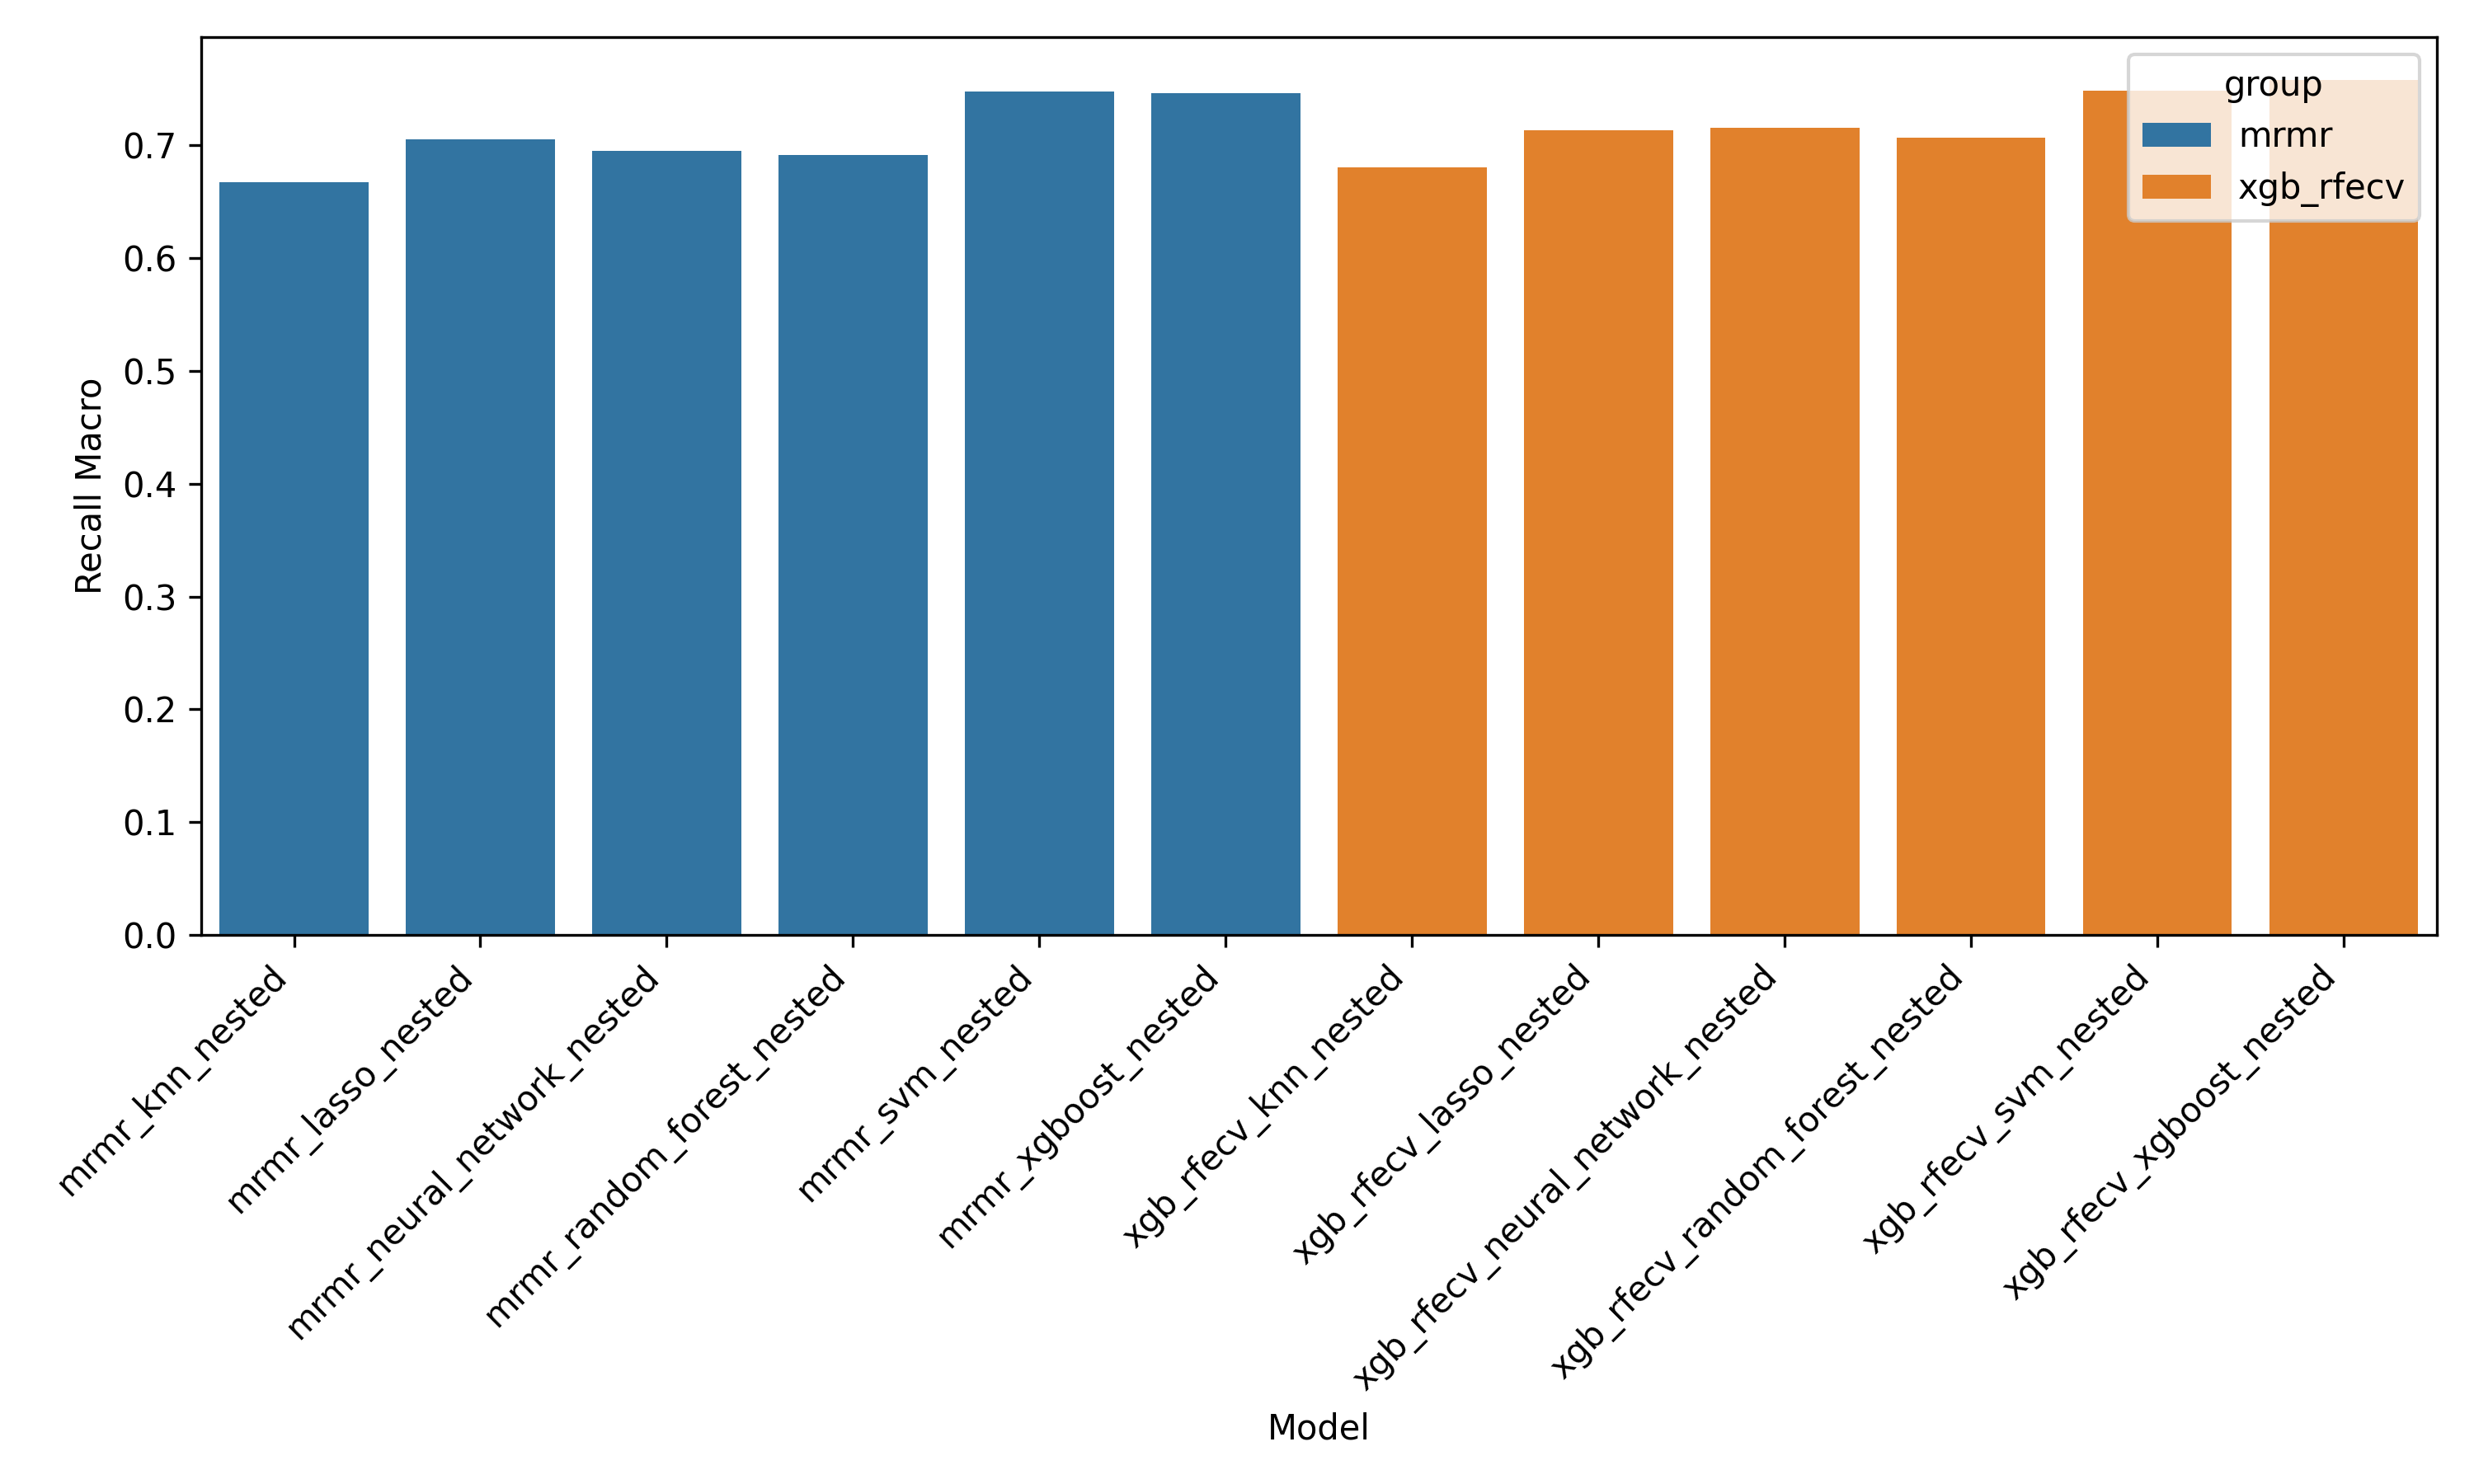 group
mrmr
xgb_rfecv
Recall Macro
0.7
0.6
0.5
0.4
0.3
0.2
0.1
0.0
mrmr_knn_nested
mrmr_lasso_nested
mrmr_neural_network_nested
mrmr_random_forest_nested
mrmr_svm_nested
mrmr_xgboost_nested
xgb_rfecv_knn_nested
xgb_rfecv_lasso_nested
xgb_rfecv_neural_network_nested
xgb_rfecv_random_forest_nested
xgb_rfecv_svm_nested
xgb_rfecv_xgboost_nested
Model